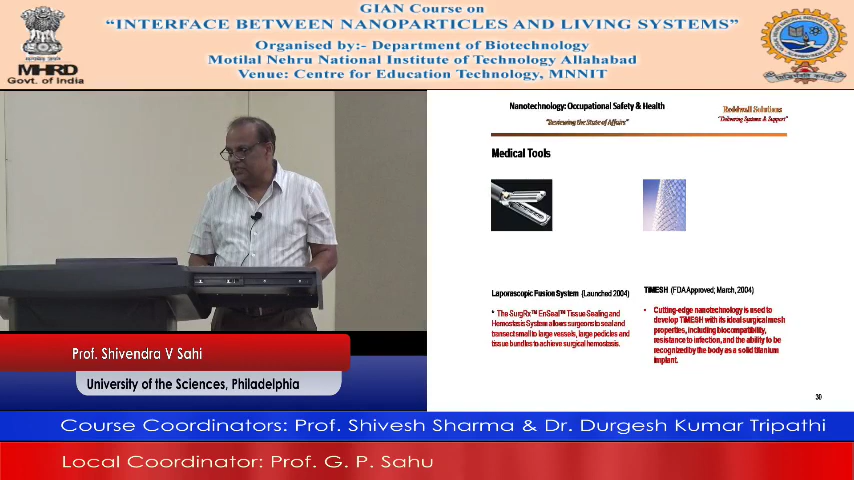 GIAN Course on
“INTERFACE BETWEEN NANOPARTICLES AND LIVING SYSTEMS”
Organised by:- Department of Biotechnology
Motilal Nehru National Institute of Technology Allahabad
Venue: Centre for Education Technology, MNNIT
MHRD
Govt. of India
Nanotechnology: Occupational Safety & Health
"Reviewing the State of Affairs"
Reddwall Solutions
"Delivering Systems & Support"
Medical Tools
Laporascopic Fusion System (Launched 2004)
* The SurgRx™ EnSeal™ Tissue Sealing and
Hemostasis System allows surgeons to seal and
transect small to large vessels, large pedicles and
tissue bundles to achieve surgical hemostasis.
TiMESH (FDA Approved; March, 2004)
• Cutting-edge nanotechnology is used to
develop TiMESH with its ideal surgical mesh
properties, including biocompatibility,
resistance to infection, and the ability to be
recognized by the body as a solid titanium
implant.
30
Prof. Shivendra V Sahi
University of the Sciences, Philadelphia
Course Coordinators: Prof. Shivesh Sharma & Dr. Durgesh Kumar Tripathi
Local Coordinator: Prof. G. P. Sahu